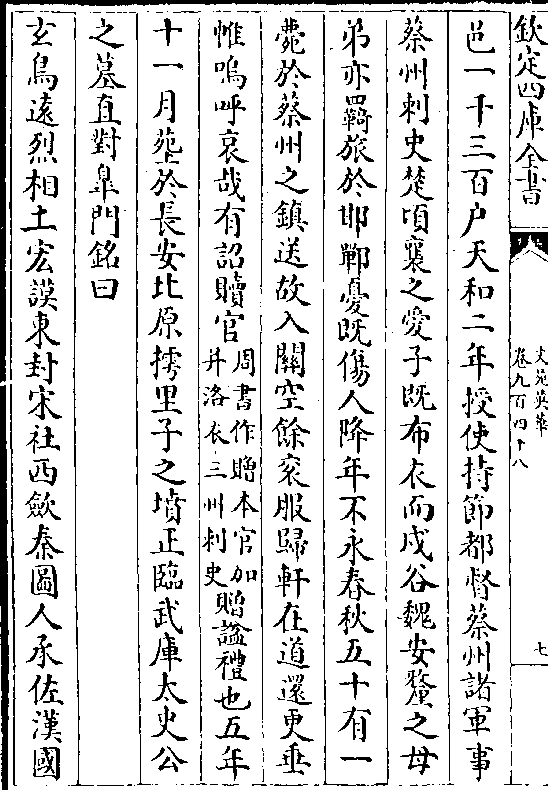 欽定四庫全書
文苑英華
卷九百四十八
七
邑一千三百户天和二年授使持節都督蔡州諸軍事
蔡州刺史楚頃襄之愛子既布衣而戍谷魏安釐之母
弟亦羈旅於邯鄲憂既傷人降年不永春秋五十有一
薨於蔡州之鎮送故入關空餘衮服歸軒在道還更垂
惟嗚呼哀哉有詔贖官周書作贈本官加
并洛衣三州刺史贈諡禮也五年
十一月葬於長安北原摴里子之墳正臨武庫太史公
之墓直對臯門銘曰
玄鳥逺烈相土宏謨東封宋社西歛秦圖人承佐漢國